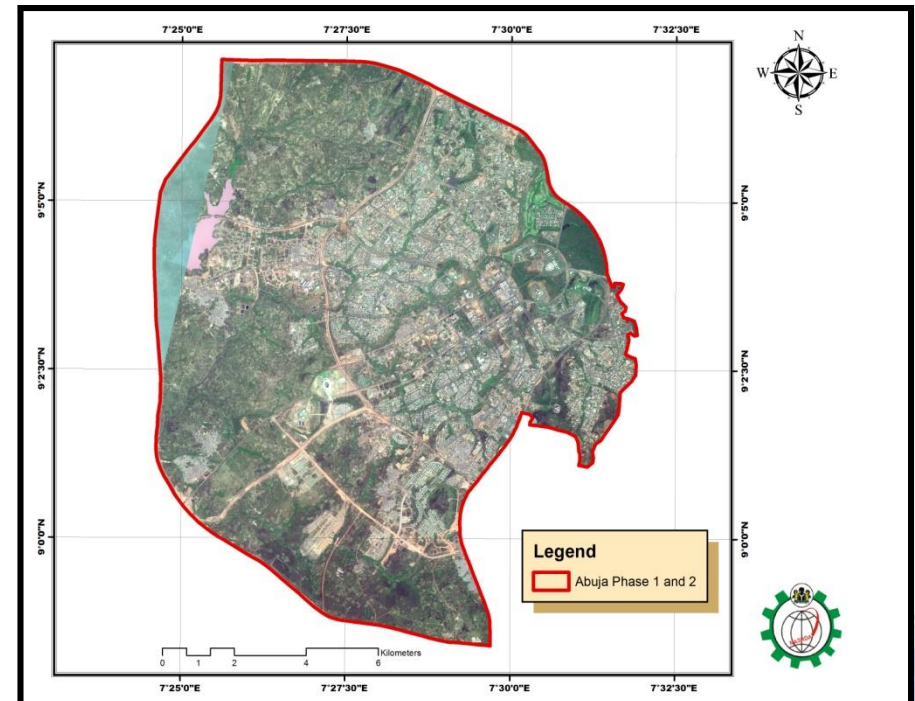 7°25'0"E 7°27'30"E 7°30'0"E 7°32'30"E
N
W E
S
9°5'0"N 9°5'0"N
9°2'30"N 9°2'30"N
9°0'0"N 9°0'0"N
Legend
Abuja Phase 1 and 2
Kilometers
0 1 2 4 6
NASRDA
7°25'0"E 7°27'30"E 7°30'0"E 7°32'30"E